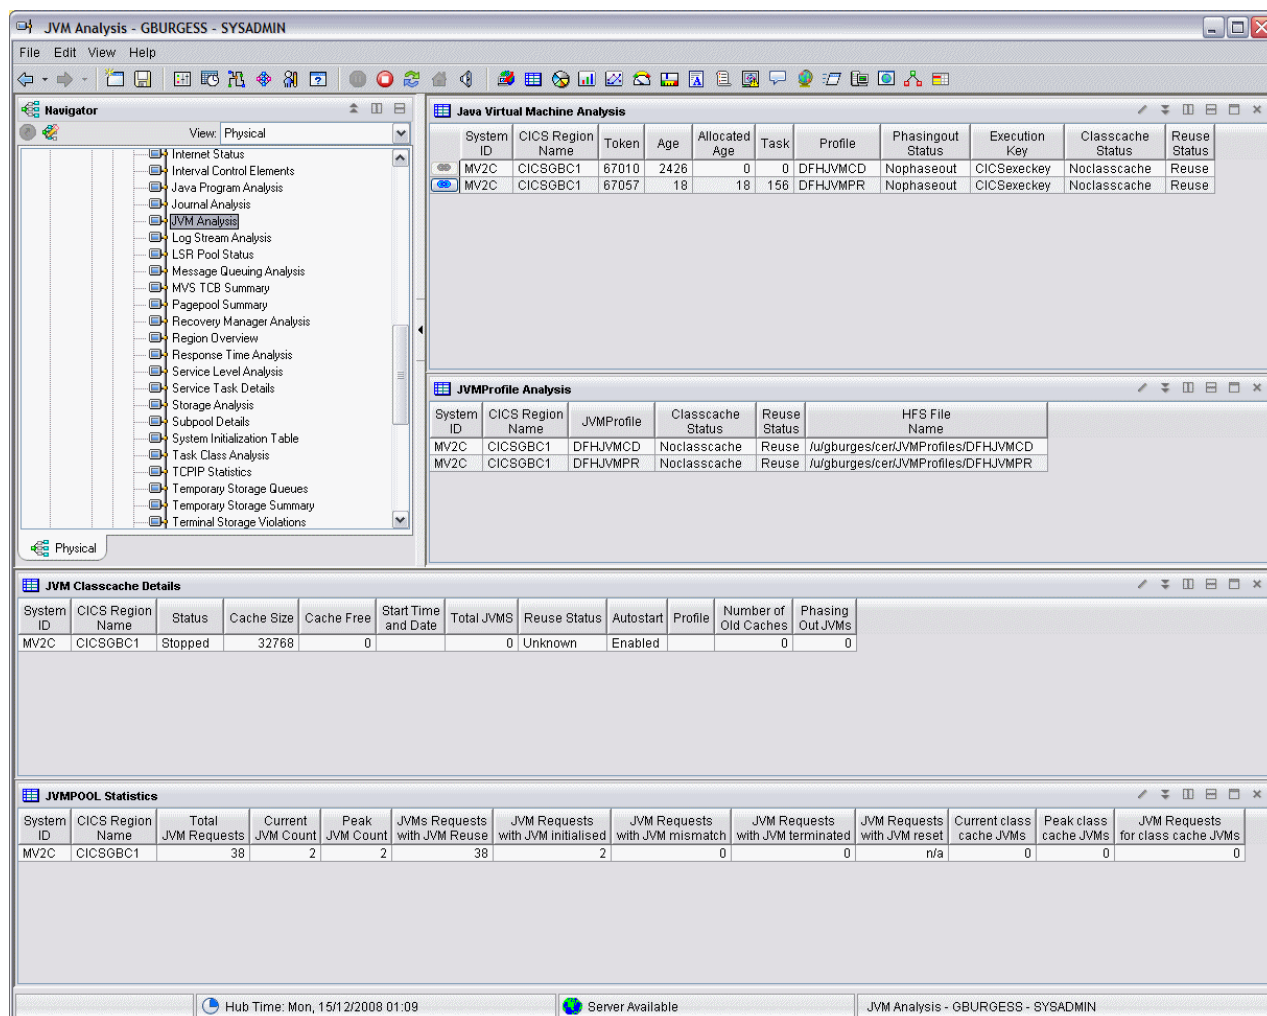 JVM Analysis - GBURGESS - SYSADMIN
File Edit View Help
Navigator
View: Physical
Internet Status
Interval Control Elements
Java Program Analysis
Journal Analysis
JVM Analysis
Log Stream Analysis
LSR Pool Status
Message Queuing Analysis
MVS TCB Summary
Pagepool Summary
Recovery Manager Analysis
Region Overview
Response Time Analysis
Service Level Analysis
Service Task Details
Storage Analysis
Subpool Details
System Initialization Table
Task Class Analysis
TCPIP Statistics
Temporary Storage Queues
Temporary Storage Summary
Terminal Storage Violations
Physical
Java Virtual Machine Analysis
System CICS Region Allocated Phasingout Execution Classcache Reuse
ID Name Token Age Age Task Profile Status Key Status Status
MV2C CICSGBC1 67010 2426 0 0 DFHJVMCD Nophaseout CICSexeckey Noclasscache Reuse
MV2C CICSGBC1 67057 18 18 156 DFHJVMPR Nophaseout CICSexeckey Noclasscache Reuse
JVMProfile Analysis
System CICS Region Classcache Reuse HFS File
ID Name JVMProfile Status Status Name
MV2C CICSGBC1 DFHJVMCD Noclasscache Reuse /u/gburges/cer/JVMProfiles/DFHJVMCD
MV2C CICSGBC1 DFHJVMPR Noclasscache Reuse /u/gburges/cer/JVMProfiles/DFHJVMPR
JVM Classcache Details
System CICS Region Start Time Number of Phasing
ID Name Status Cache Size Cache Free and Date Total JVMS Reuse Status Autostart Profile Old Caches Out JVMs
MV2C CICSGBC1 Stopped 32768 0 0 Unknown Enabled 0 0
JVMPOOL Statistics
System CICS Region Total Current Peak JVMs Requests JVM Requests JVM Requests JVM Requests JVM Requests Current class Peak class JVM Requests
ID Name JVM Requests JVM Count JVM Count with JVM Reuse with JVM initialised with JVM mismatch with JVM terminated with JVM reset cache JVMs cache JVMs for class cache JVMs
MV2C CICSGBC1 38 2 2 38 2 0 0 n/a 0 0 0
Hub Time: Mon, 15/12/2008 01:09
Server Available
JVM Analysis - GBURGESS - SYSADMIN